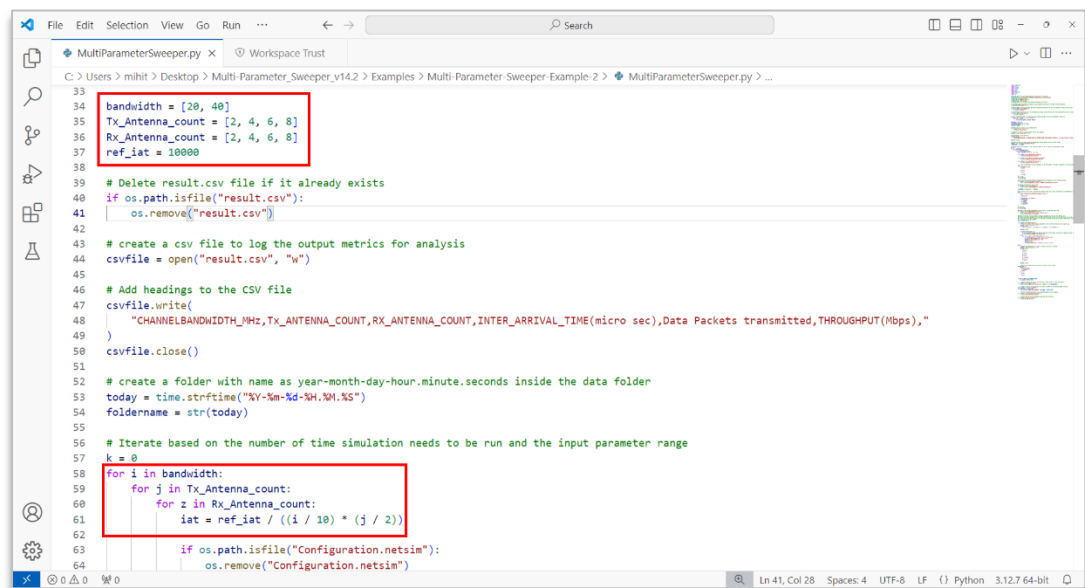 File Edit Selection View Go Run ··· ← → Search
MultiParameterSweeper.py × Workspace Trust
C: > Users > mihit > Desktop > Multi-Parameter_Sweeper_v14.2 > Examples > Multi-Parameter-Sweeper-Example-2 > MultiParameterSweeper.py > ...
33
34 bandwidth = [20, 40]
35 Tx_Antenna_count = [2, 4, 6, 8]
36 Rx_Antenna_count = [2, 4, 6, 8]
37 ref_iat = 10000
38
39 # Delete result.csv file if it already exists
40 if os.path.isfile("result.csv"):
41     os.remove("result.csv")
42
43 # create a csv file to log the output metrics for analysis
44 csvfile = open("result.csv", "w")
45
46 # Add headings to the CSV file
47 csvfile.write(
48     "CHANNELBANDWIDTH_MHz,Tx_ANTENNA_COUNT,RX_ANTENNA_COUNT,INTER_ARRIVAL_TIME(micro sec),Data Packets transmitted,THROUGHPUT(Mbps),"
49 )
50 csvfile.close()
51
52 # create a folder with name as year-month-day-hour.minute.seconds inside the data folder
53 today = time.strftime("%Y-%m-%d-%H.%M.%S")
54 foldername = str(today)
55
56 # Iterate based on the number of time simulation needs to be run and the input parameter range
57 k = 0
58 for i in bandwidth:
59     for j in Tx_Antenna_count:
60         for z in Rx_Antenna_count:
61             iat = ref_iat / ((i / 10) * (j / 2))
62
63             if os.path.isfile("Configuration.netsim"):
64                 os.remove("Configuration.netsim")
0 0 0 Ln 41, Col 28 Spaces: 4 UTF-8 LF {} Python 3.12.7 64-bit